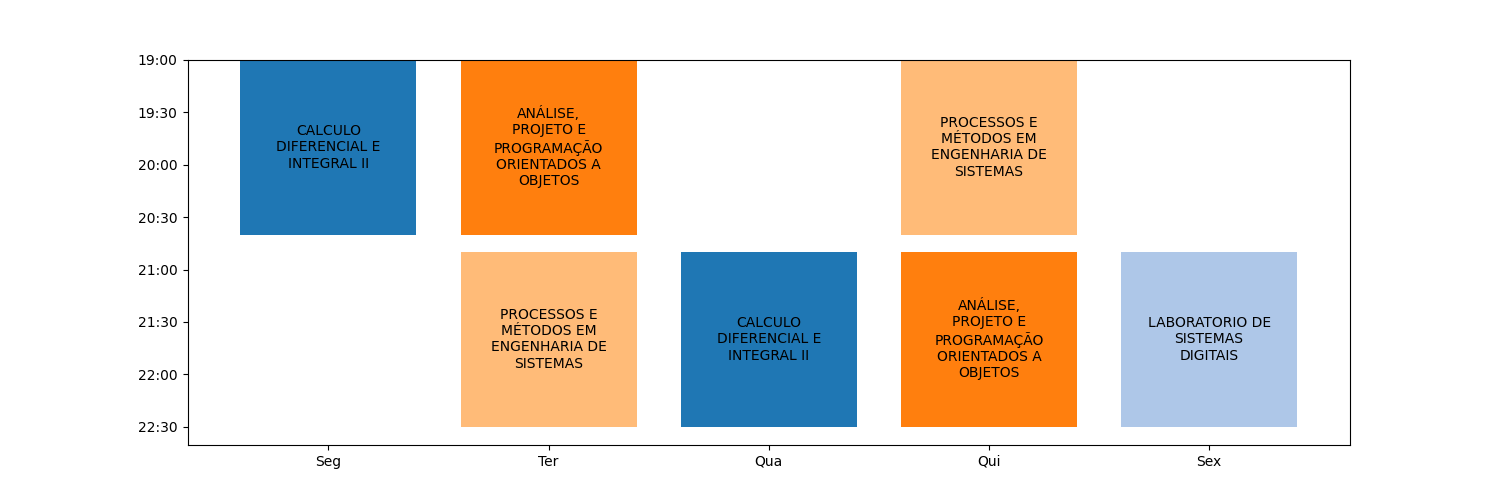 19:00
19:30
20:00
20:30
21:00
21:30
22:00
22:30
CALCULO
DIFERENCIAL E
INTEGRAL II
ANÁLISE,
PROJETO E
PROGRAMAÇÃO
ORIENTADOS A
OBJETOS
PROCESSOS E
MÉTODOS EM
ENGENHARIA DE
SISTEMAS
PROCESSOS E
MÉTODOS EM
ENGENHARIA DE
SISTEMAS
CALCULO
DIFERENCIAL E
INTEGRAL II
ANÁLISE,
PROJETO E
PROGRAMAÇÃO
ORIENTADOS A
OBJETOS
LABORATORIO DE
SISTEMAS
DIGITAIS
Seg
Ter
Qua
Qui
Sex